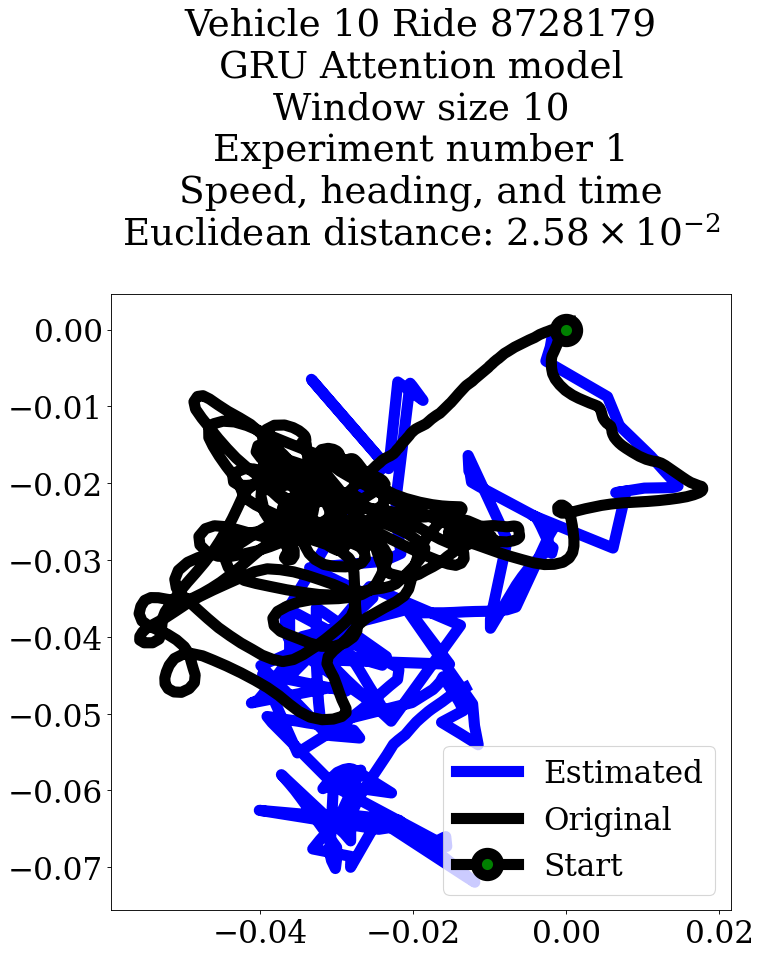 Vehicle 10 Ride 8728179
GRU Attention model
Window size 10
Experiment number 1
Speed, heading, and time
Euclidean distance: 2.58 × 10⁻²
0.00
−0.01
−0.02
−0.03
−0.04
−0.05
−0.06
−0.07
Estimated
Original
Start
−0.04 −0.02 0.00 0.02